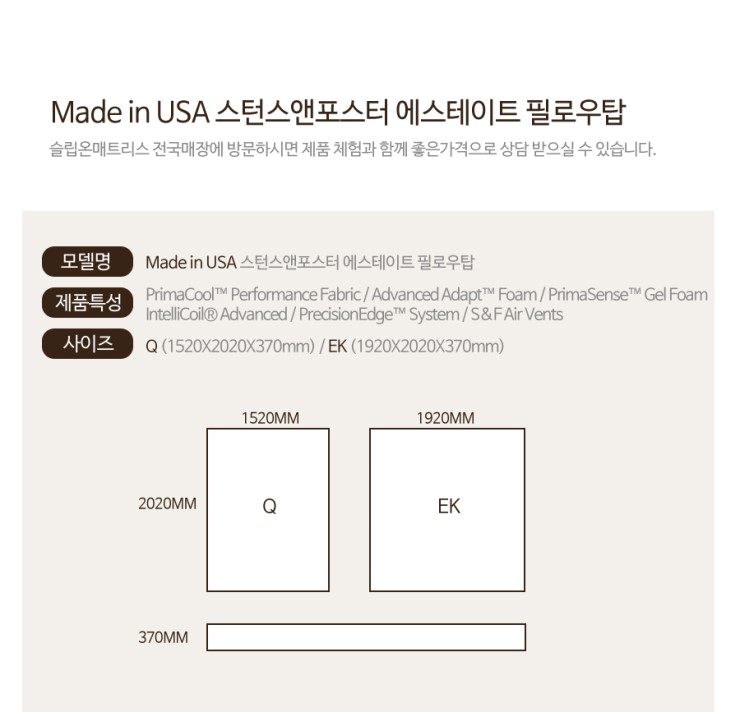 Made in USA 스턴스앤포스터 에스테이트 필로우탑
슬립온매트리스 전국매장에 방문하시면 제품 체험과 함께 좋은가격으로 상담 받으실 수 있습니다.
모델명 Made in USA 스턴스앤포스터 에스테이트 필로우탑
제품특성 PrimaCool™ Performance Fabric / Advanced Adapt™ Foam / PrimaSense™ Gel Foam
IntelliCoil® Advanced / PrecisionEdge™ System / S&F Air Vents
사이즈 Q (1520X2020X370mm) / EK (1920X2020X370mm)
1520MM 1920MM
2020MM Q EK
370MM